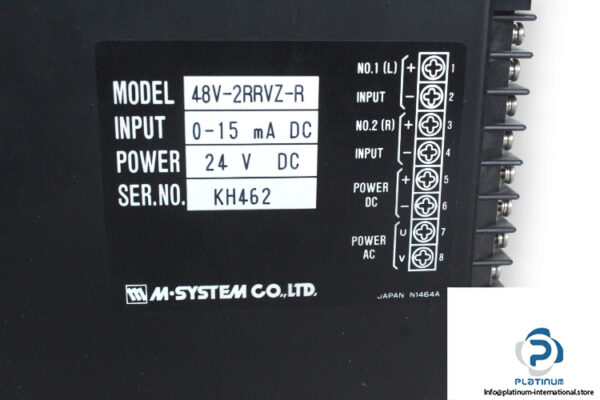 MODEL 48V-2RRVZ-R
INPUT 0-15 mA DC
POWER 24 V DC
SER.NO. KH462
M·SYSTEM CO.,LTD.
NO.1 (L) + 1
INPUT − 2
NO.2 (R) + 3
INPUT − 4
POWER DC + 5
− 6
POWER AC U 7
V 8
JAPAN N1464A
PLATINUM
Info@platinum-international.store